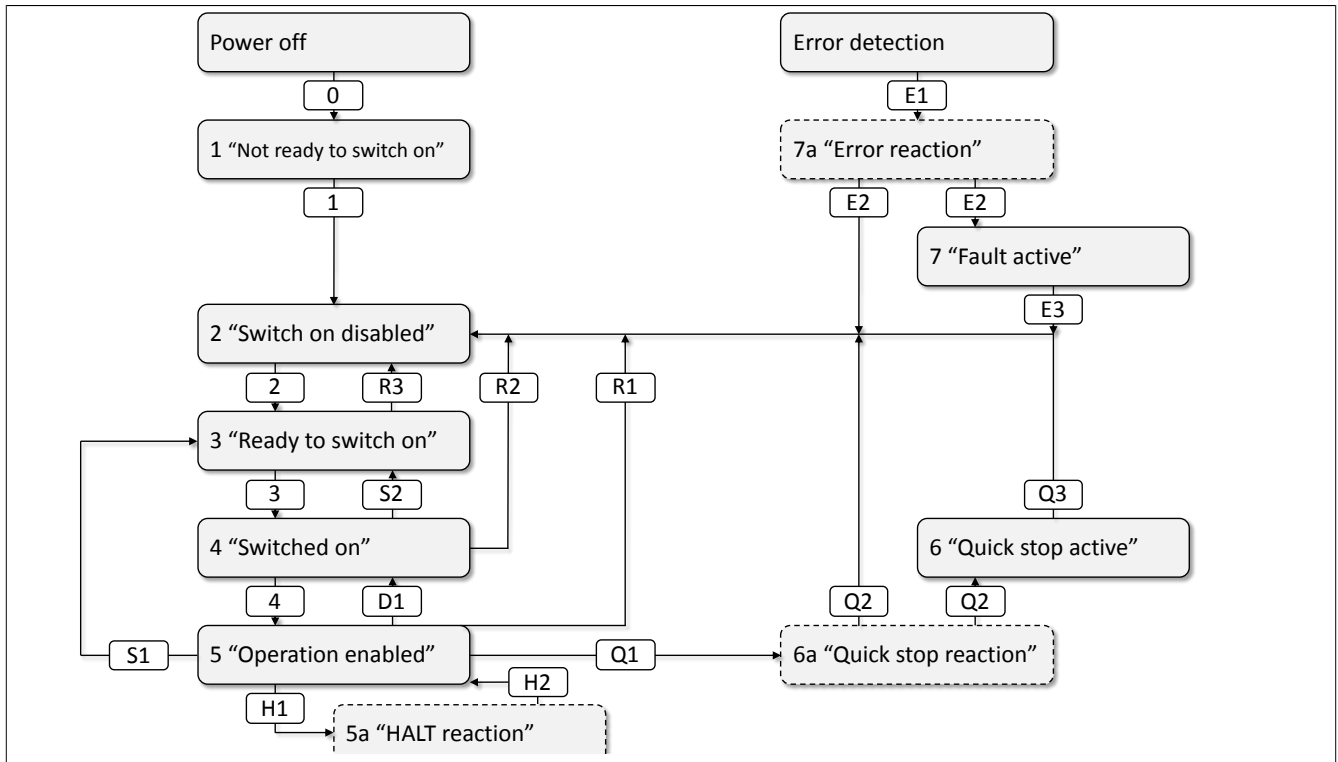 Power off
Error detection
0
E1
1 “Not ready to switch on”
7a “Error reaction”
1
E2
E2
7 “Fault active”
E3
2 “Switch on disabled”
2
R3
R2
R1
3 “Ready to switch on”
3
S2
Q3
4 “Switched on”
6 “Quick stop active”
4
D1
Q2
Q2
S1
5 “Operation enabled”
Q1
6a “Quick stop reaction”
H2
H1
5a “HALT reaction”